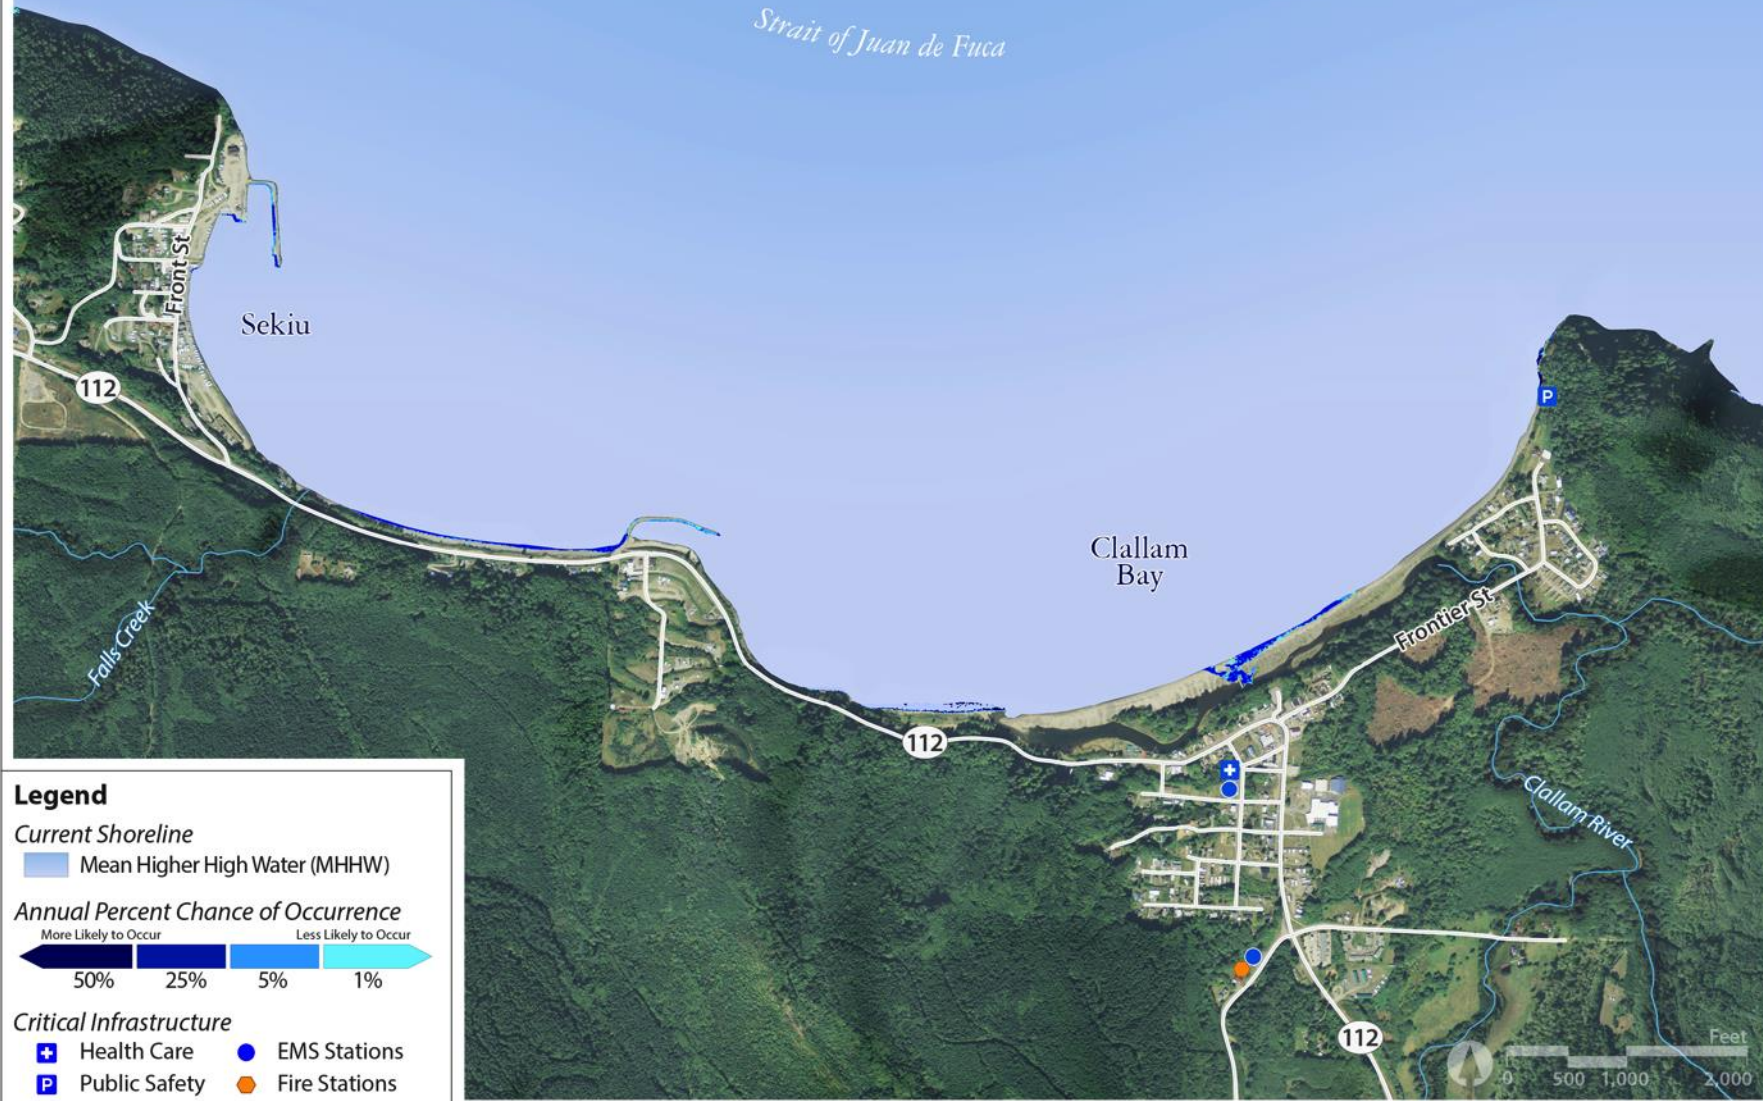 Strait of Juan de Fuca
Front St
Sekiu
112
P
Clallam
Bay
Falls Creek
Frontier St
112
Clallam River
112
Legend
Current Shoreline
Mean Higher High Water (MHHW)
Annual Percent Chance of Occurrence
More Likely to Occur Less Likely to Occur
50% 25% 5% 1%
Critical Infrastructure
Health Care EMS Stations
P Public Safety Fire Stations
Feet
0 500 1,000 2,000